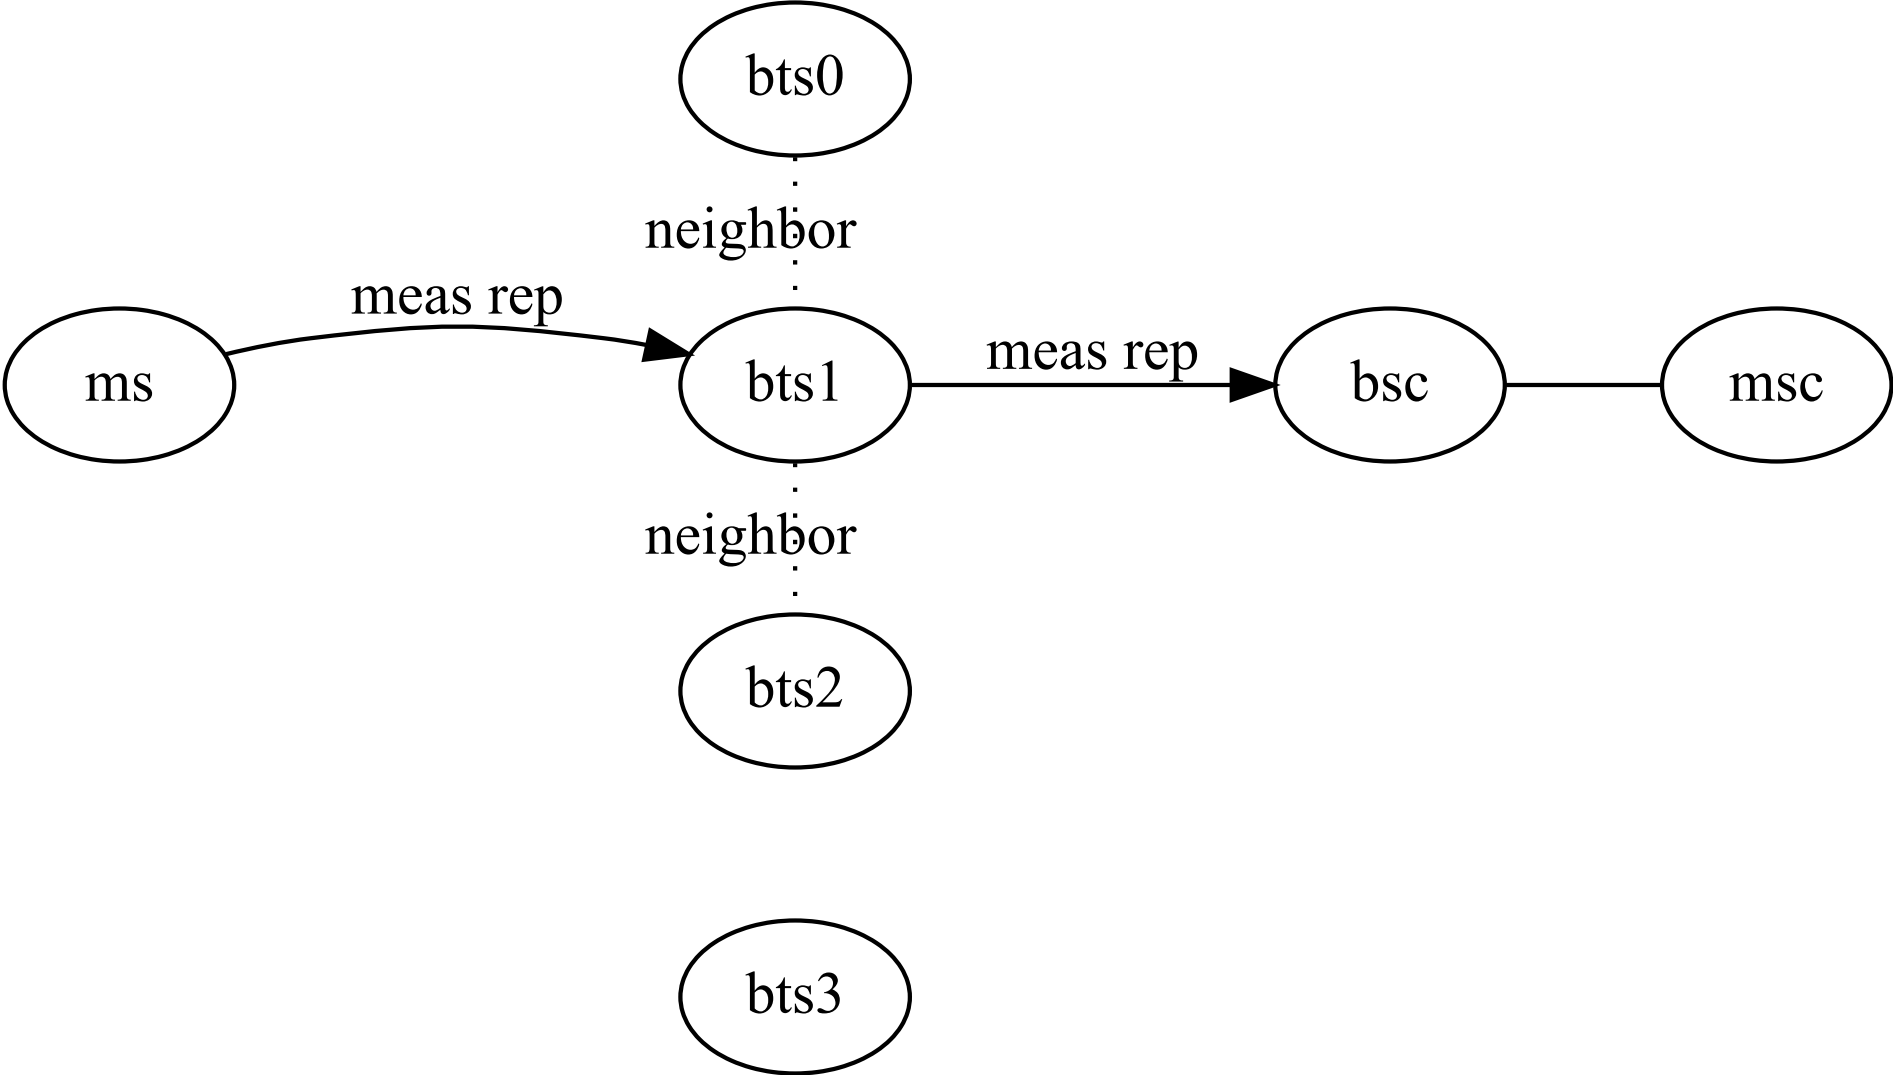 bts0
neighbor
meas rep
ms
bts1
meas rep
bsc
msc
neighbor
bts2
bts3